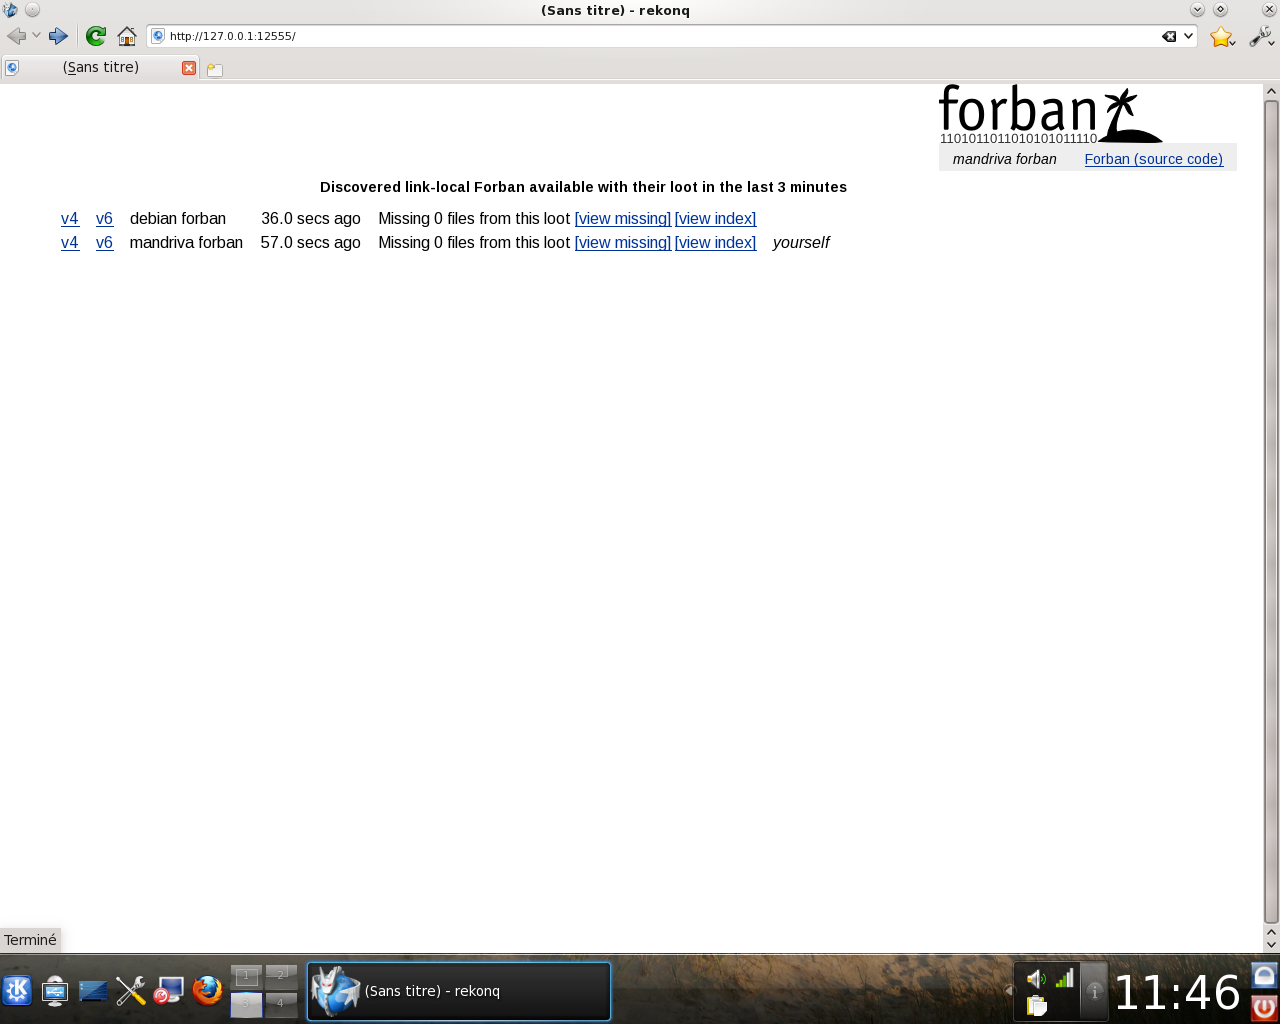 (Sans titre) - rekonq
http://127.0.0.1:12555/
(Sans titre)
forban
1101011011010101011110
mandriva forban Forban (source code)
Discovered link-local Forban available with their loot in the last 3 minutes
v4 v6 debian forban 36.0 secs ago Missing 0 files from this loot [view missing] [view index]
v4 v6 mandriva forban 57.0 secs ago Missing 0 files from this loot [view missing] [view index] yourself
Terminé
1 2
3 4
(Sans titre) - rekonq
11:46